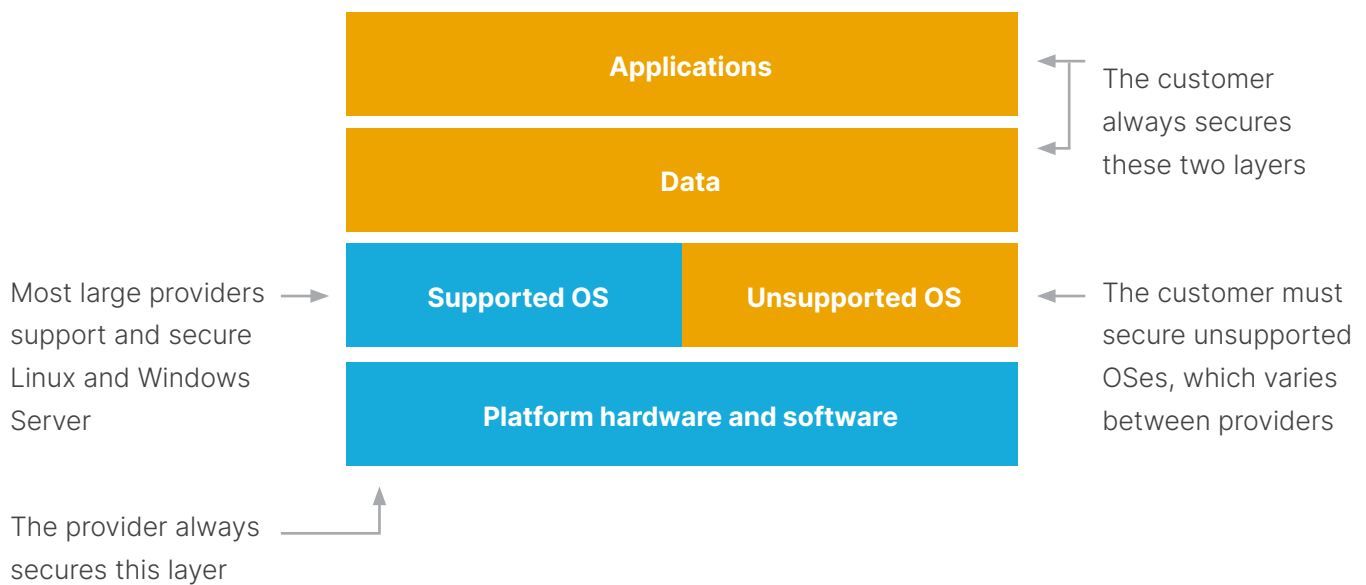 Applications
The customer
always secures
these two layers
Data
Most large providers
support and secure
Linux and Windows
Server
Supported OS
Unsupported OS
The customer must
secure unsupported
OSes, which varies
between providers
Platform hardware and software
The provider always
secures this layer